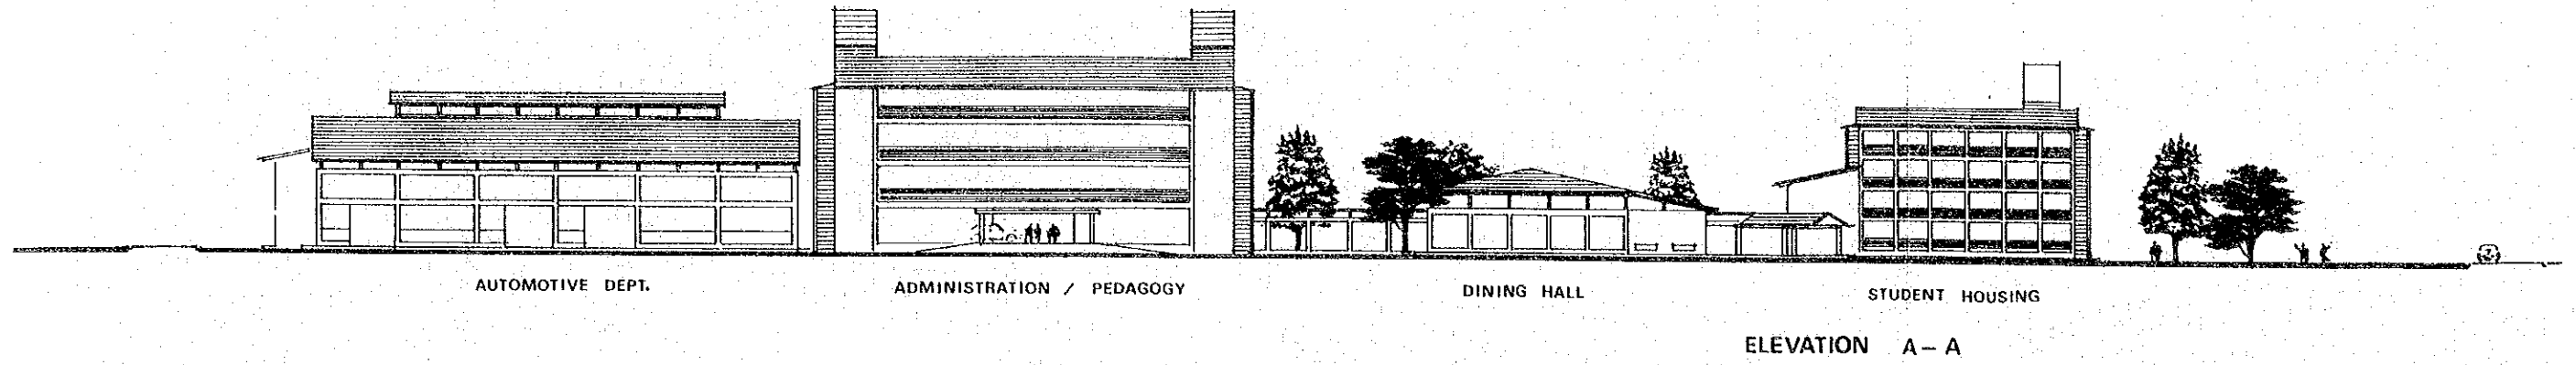 AUTOMOTIVE DEPT.
ADMINISTRATION / PEDAGOGY
DINING HALL
STUDENT HOUSING
ELEVATION A-A